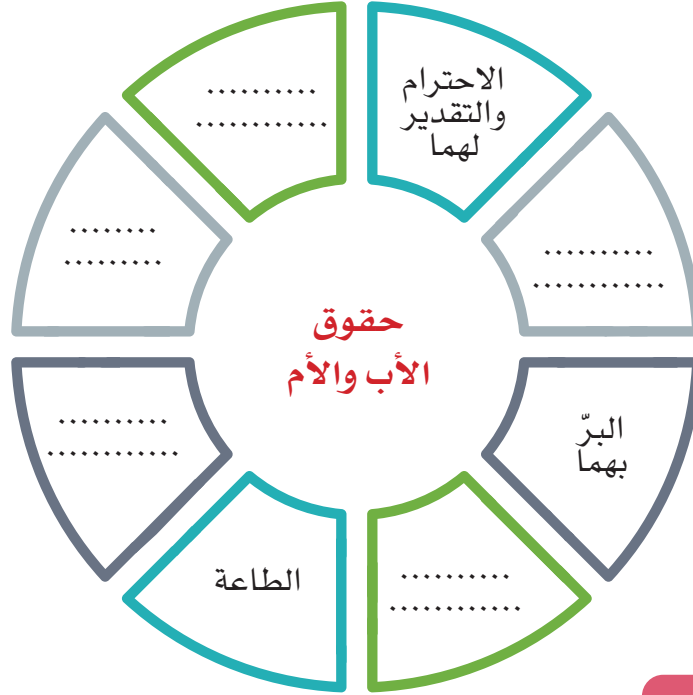 الاحترام
والتقدير
لهما
..........
............
........
.........
..........
............
حقوق
الأب والأم
البرّ
بهما
..........
............
الطاعة
..........
............